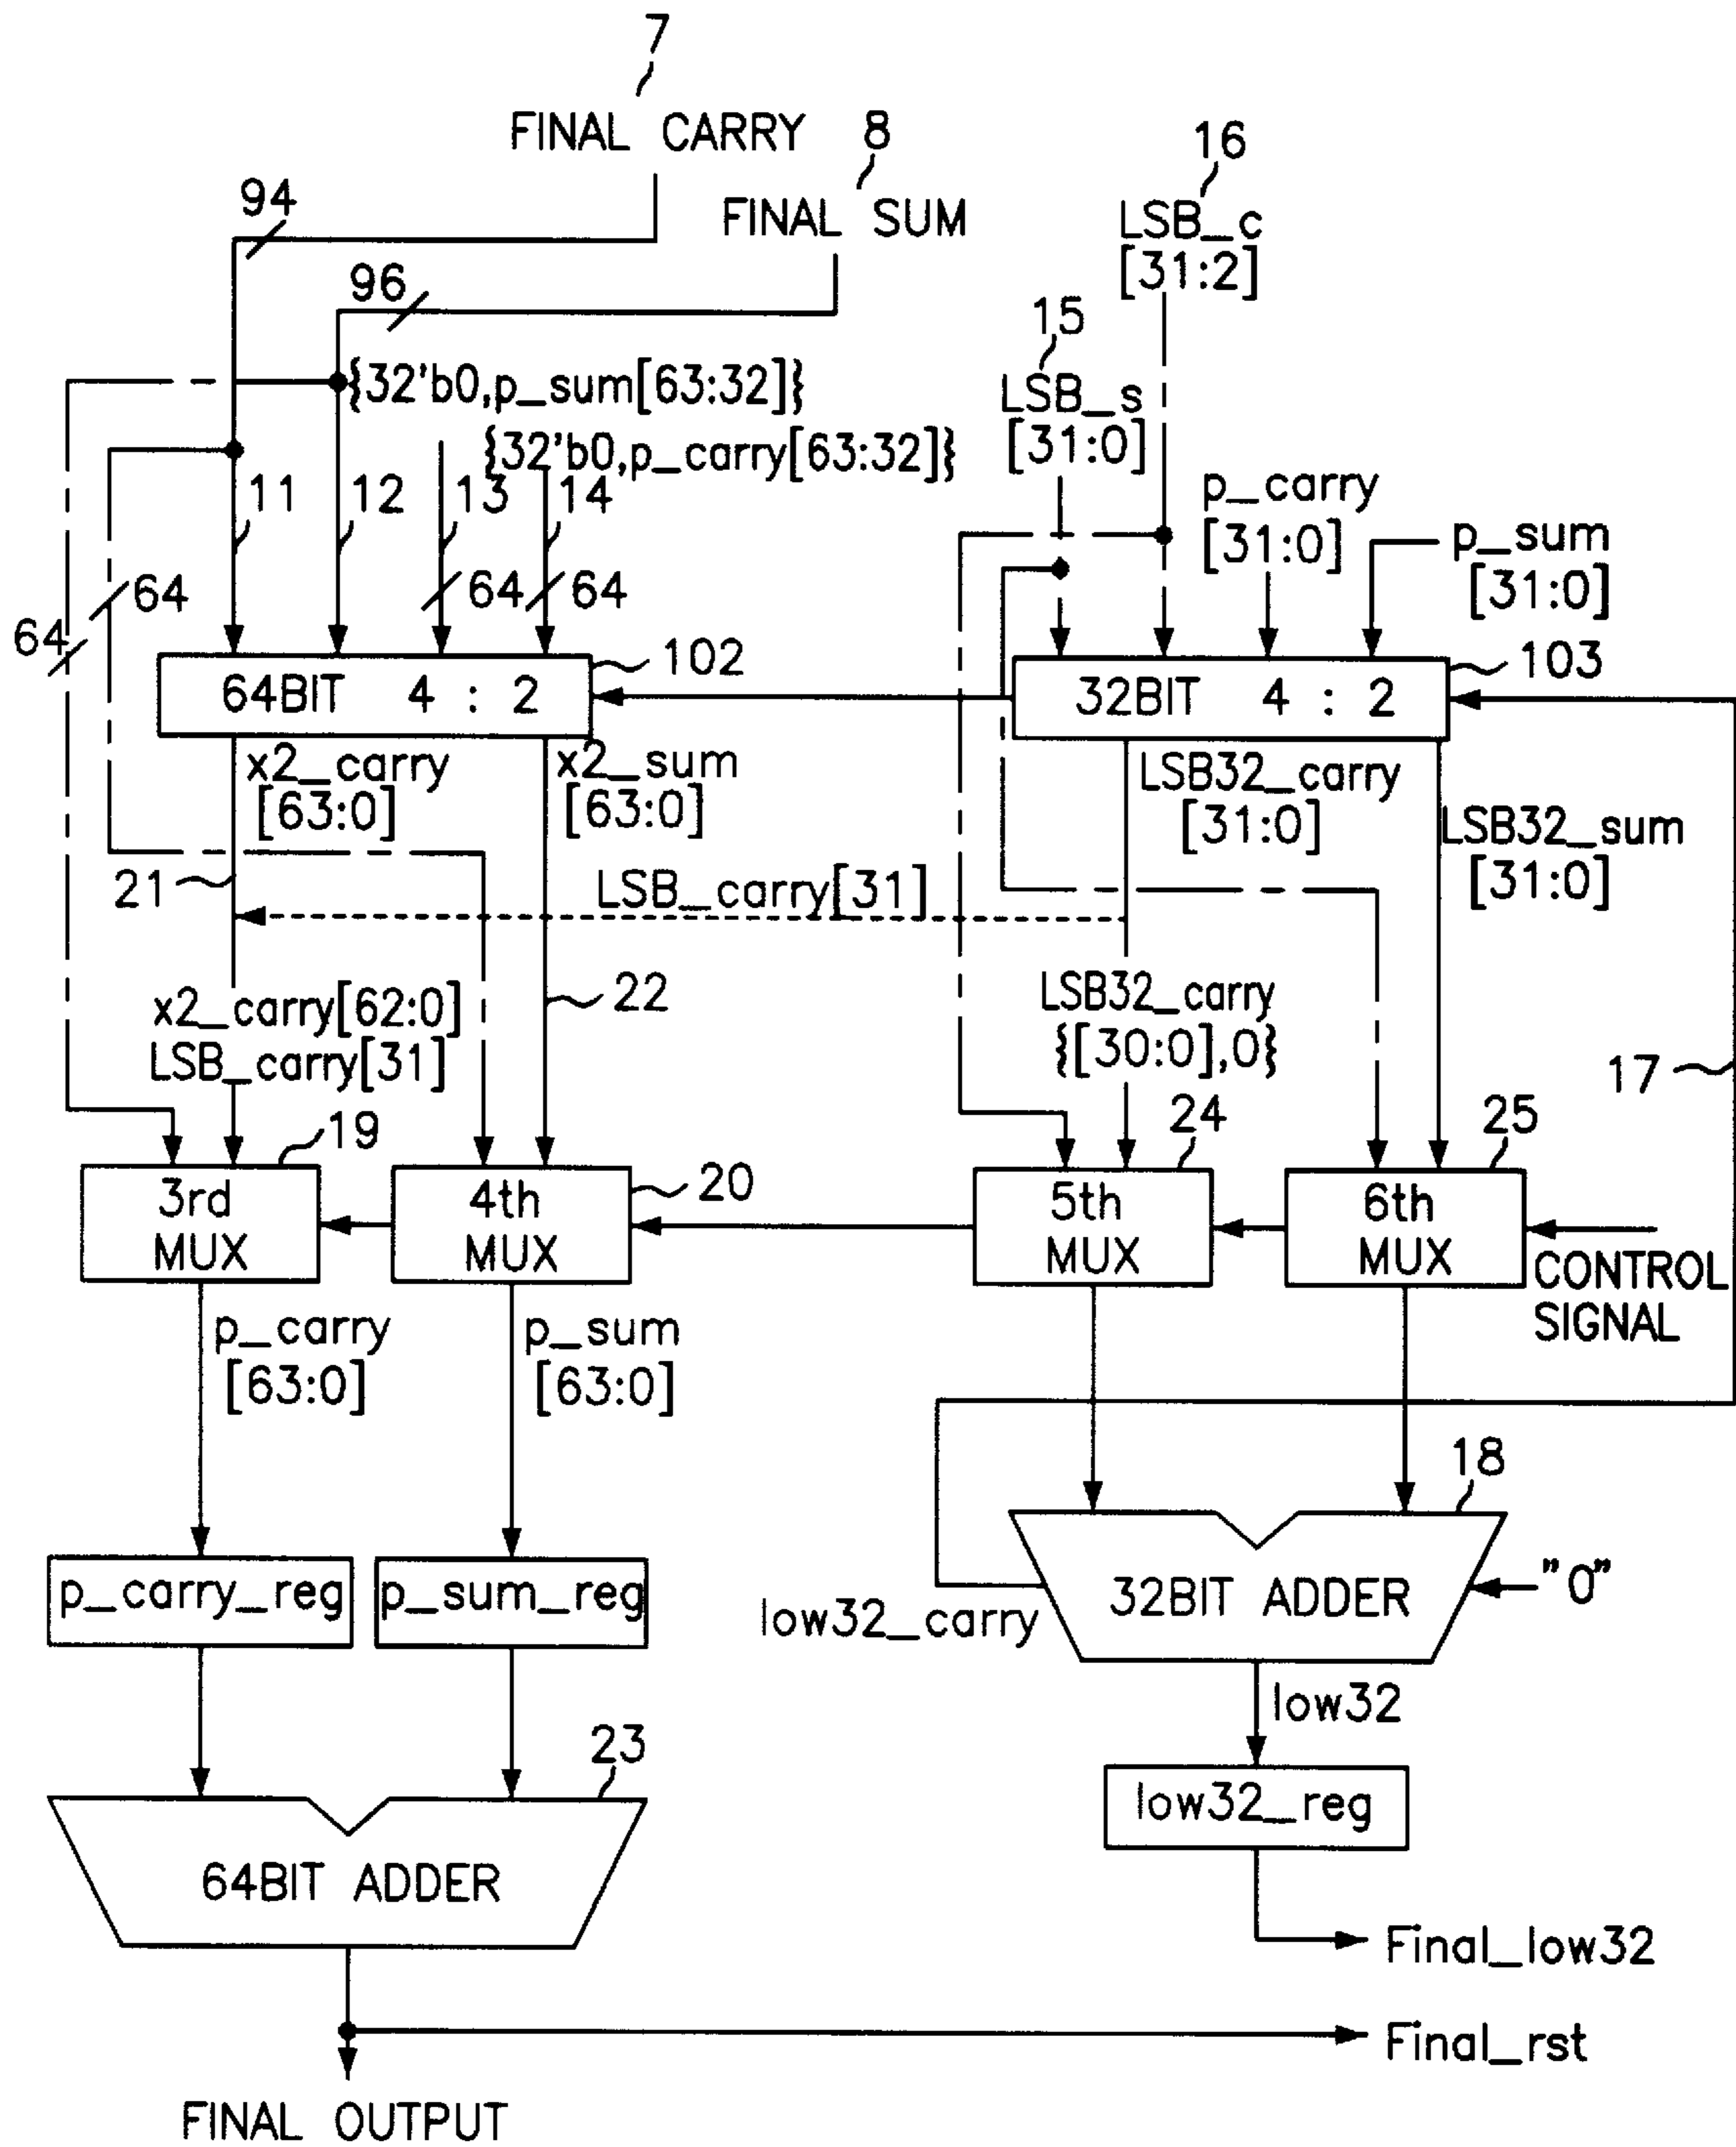 7
FINAL CARRY
8
FINAL SUM
16
LSB_c
[31:2]
94
96
15
LSB_s
[31:0]
{32'b0,p_sum[63:32]}
{32'b0,p_carry[63:32]}
p_carry
[31:0]
p_sum
[31:0]
11
12
13
14
64
64
64
64
102
103
64BIT 4 : 2
32BIT 4 : 2
x2_carry
[63:0]
x2_sum
[63:0]
LSB32_carry
[31:0]
LSB32_sum
[31:0]
21
LSB_carry[31]
22
x2_carry[62:0]
LSB_carry[31]
LSB32_carry
{[30:0],0}
17
19
20
24
25
3rd
MUX
4th
MUX
5th
MUX
6th
MUX
CONTROL
SIGNAL
p_carry
[63:0]
p_sum
[63:0]
18
p_carry_reg
p_sum_reg
32BIT ADDER
"0"
low32_carry
low32
23
low32_reg
64BIT ADDER
Final_low32
Final_rst
FINAL OUTPUT